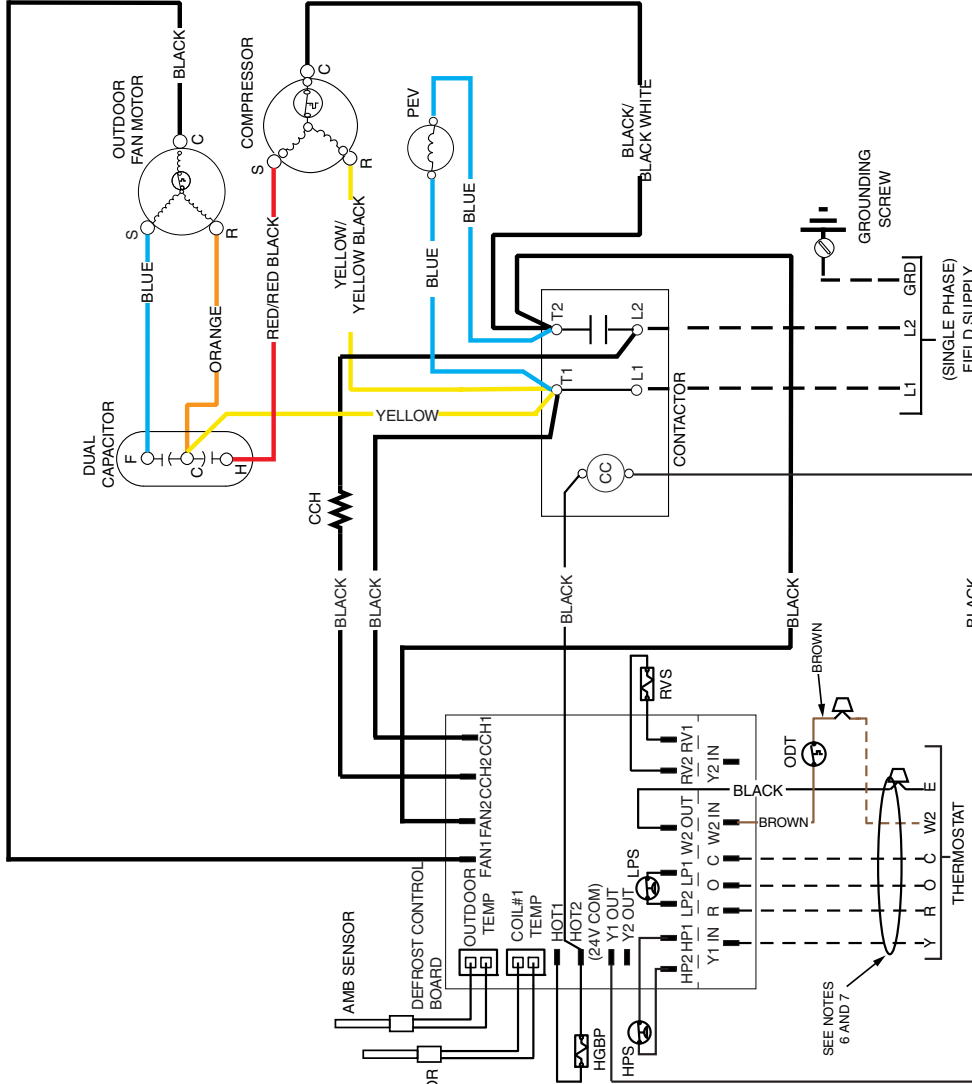 BLACK
OUTDOOR
FAN MOTOR
C
S
R
COMPRESSOR
C
S
R
PEV
BLACK/
BLACK WHITE
BLUE
ORANGE
RED/RED BLACK
YELLOW/
YELLOW BLACK
BLUE
BLUE
GROUNDING
SCREW
DUAL
CAPACITOR
F
C
H
YELLOW
T2
L2
T1
L1
CONTACTOR
CC
GRD
L2
L1
(SINGLE PHASE)
FIELD SUPPLY
CCH
BLACK
BLACK
BLACK
BLACK
BLACK
BROWN
RVS
ODT
FAN1
FAN2
CCH2
CCH1
AMB SENSOR
DEFROST CONTROL
BOARD
OUTDOOR
TEMP
COIL#1
TEMP
HOT1
HOT2
(24V COM)
Y1 OUT
Y2 OUT
HP2
HP1
LP2
LP1
W2 OUT
RV2
RV1
Y1 IN
R
O
C
W2 IN
Y2 IN
LPS
HPS
HGBP
BLACK
BROWN
SEE NOTES
6 AND 7
Y
R
O
C
W2
E
THERMOSTAT
OR